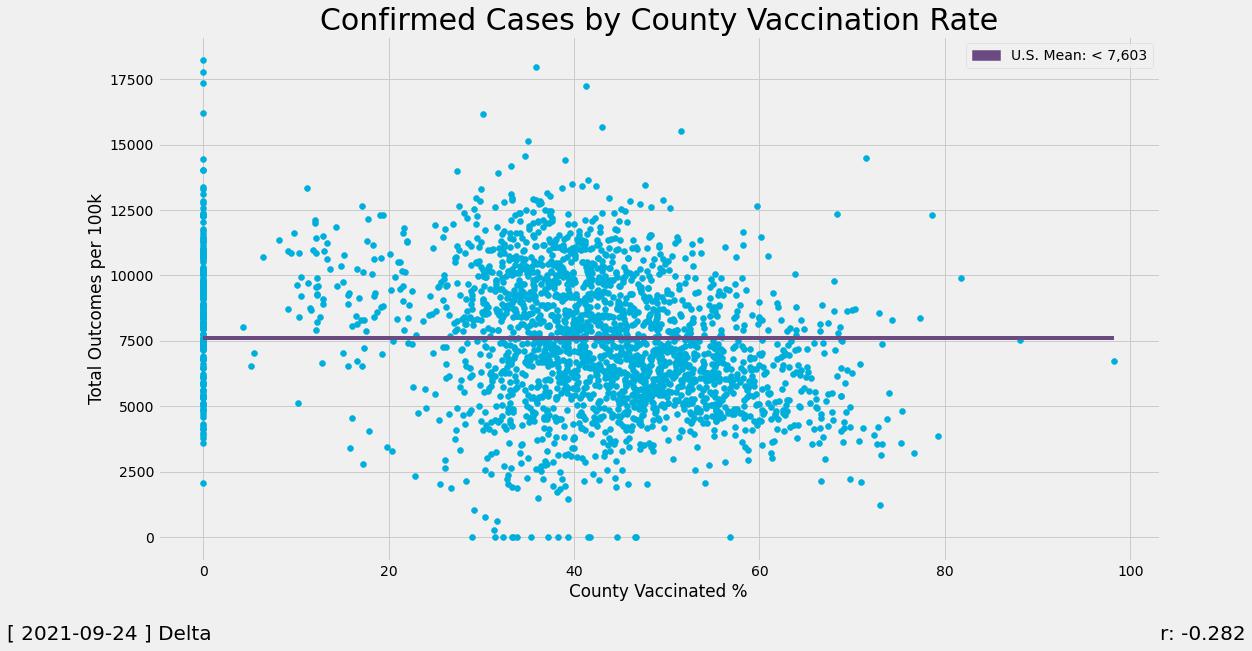 Confirmed Cases by County Vaccination Rate
U.S. Mean: < 7,603
Total Outcomes per 100k
17500
15000
12500
10000
7500
5000
2500
0
0 20 40 60 80 100
County Vaccinated %
[ 2021-09-24 ] Delta
r: -0.282